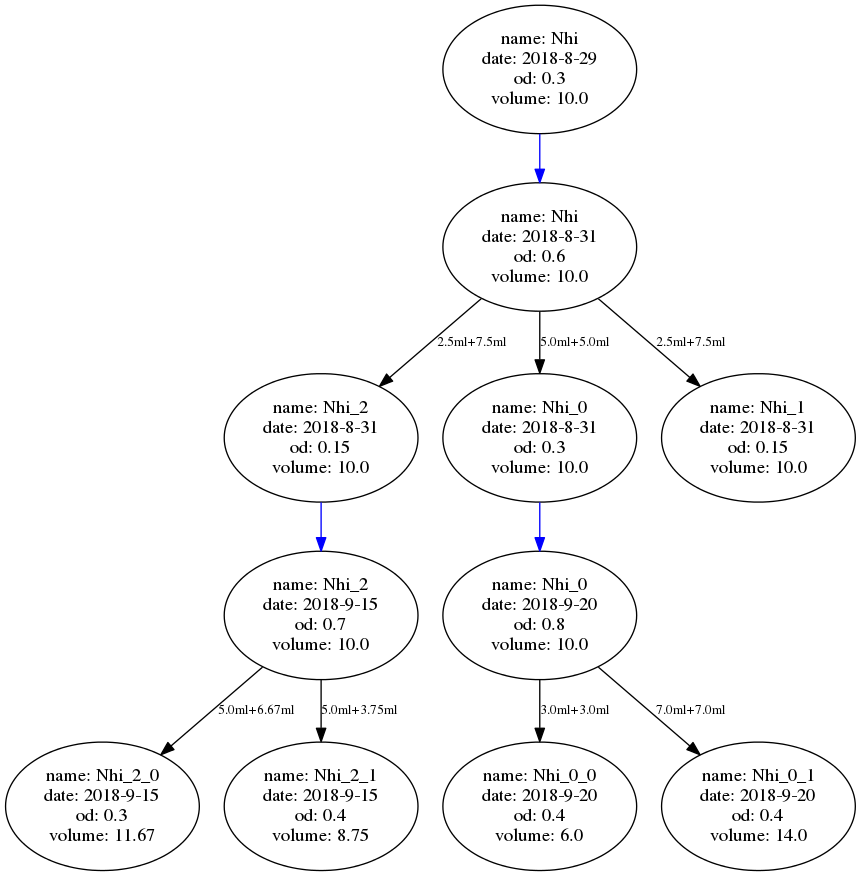 name: Nhi
date: 2018-8-29
od: 0.3
volume: 10.0
name: Nhi
date: 2018-8-31
od: 0.6
volume: 10.0
2.5ml+7.5ml
5.0ml+5.0ml
2.5ml+7.5ml
name: Nhi_2
date: 2018-8-31
od: 0.15
volume: 10.0
name: Nhi_0
date: 2018-8-31
od: 0.3
volume: 10.0
name: Nhi_1
date: 2018-8-31
od: 0.15
volume: 10.0
name: Nhi_2
date: 2018-9-15
od: 0.7
volume: 10.0
name: Nhi_0
date: 2018-9-20
od: 0.8
volume: 10.0
5.0ml+6.67ml
5.0ml+3.75ml
3.0ml+3.0ml
7.0ml+7.0ml
name: Nhi_2_0
date: 2018-9-15
od: 0.3
volume: 11.67
name: Nhi_2_1
date: 2018-9-15
od: 0.4
volume: 8.75
name: Nhi_0_0
date: 2018-9-20
od: 0.4
volume: 6.0
name: Nhi_0_1
date: 2018-9-20
od: 0.4
volume: 14.0